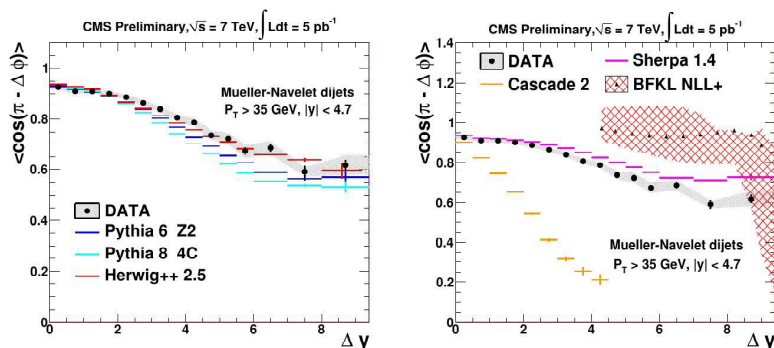 CMS Preliminary, √s = 7 TeV, ∫Ldt = 5 pb⁻¹
<cos(π - Δ φ)>
1
0.8
0.6
0.4
0.2
0
Mueller-Navelet dijets
P_T > 35 GeV, |y| < 4.7
DATA
Pythia 6 Z2
Pythia 8 4C
Herwig++ 2.5
0 2 4 6 8
Δ y
CMS Preliminary, √s = 7 TeV, ∫Ldt = 5 pb⁻¹
<cos(π - Δ φ)>
1.4
1.2
1
0.8
0.6
0.4
0.2
0
DATA
Sherpa 1.4
Cascade 2
BFKL NLL+
Mueller-Navelet dijets
P_T > 35 GeV, |y| < 4.7
0 2 4 6 8
Δ y